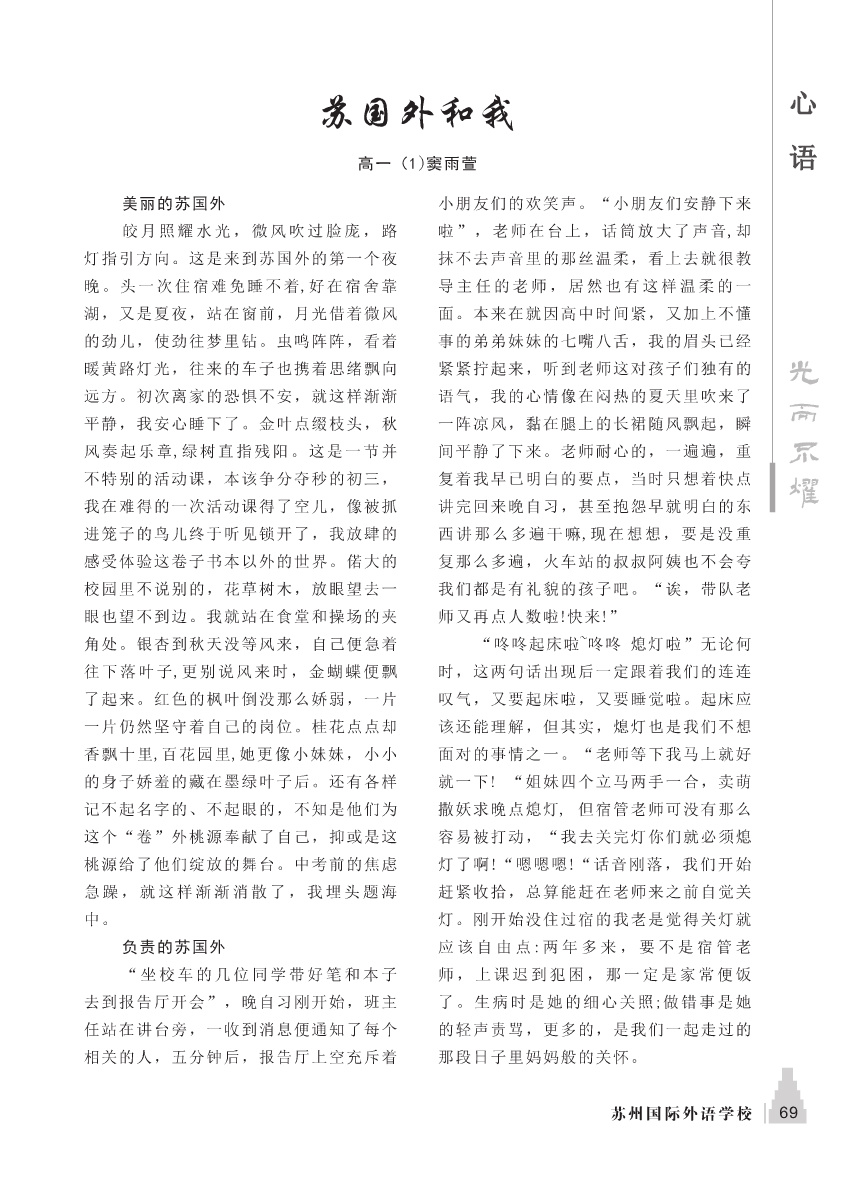 苏国外和我
高一 (1)窦雨萱
美丽的苏国外
皎月照耀水光，微风吹过脸庞，路
灯指引方向。这是来到苏国外的第一个夜
晚。头一次住宿难免睡不着,好在宿舍靠
湖，又是夏夜，站在窗前，月光借着微风
的劲儿，使劲往梦里钻。虫鸣阵阵，看着
暖黄路灯光，往来的车子也携着思绪飘向
远方。初次离家的恐惧不安，就这样渐渐
平静，我安心睡下了。金叶点缀枝头，秋
风奏起乐章,绿树直指残阳。这是一节并
不特别的活动课，本该争分夺秒的初三，
我在难得的一次活动课得了空儿，像被抓
进笼子的鸟儿终于听见锁开了，我放肆的
感受体验这卷子书本以外的世界。偌大的
校园里不说别的，花草树木，放眼望去一
眼也望不到边。我就站在食堂和操场的夹
角处。银杏到秋天没等风来，自己便急着
往下落叶子,更别说风来时，金蝴蝶便飘
了起来。红色的枫叶倒没那么娇弱，一片
一片仍然坚守着自己的岗位。桂花点点却
香飘十里,百花园里,她更像小妹妹，小小
的身子娇羞的藏在墨绿叶子后。还有各样
记不起名字的、不起眼的，不知是他们为
这个“卷”外桃源奉献了自己，抑或是这
桃源给了他们绽放的舞台。中考前的焦虑
急躁，就这样渐渐消散了，我埋头题海
中。
负责的苏国外
“坐校车的几位同学带好笔和本子
去到报告厅开会”，晚自习刚开始，班主
任站在讲台旁，一收到消息便通知了每个
相关的人，五分钟后，报告厅上空充斥着
小朋友们的欢笑声。“小朋友们安静下来
啦”，老师在台上，话筒放大了声音,却
抹不去声音里的那丝温柔，看上去就很教
导主任的老师，居然也有这样温柔的一
面。本来在就因高中时间紧，又加上不懂
事的弟弟妹妹的七嘴八舌，我的眉头已经
紧紧拧起来，听到老师这对孩子们独有的
语气，我的心情像在闷热的夏天里吹来了
一阵凉风，黏在腿上的长裙随风飘起，瞬
间平静了下来。老师耐心的，一遍遍，重
复着我早已明白的要点，当时只想着快点
讲完回来晚自习，甚至抱怨早就明白的东
西讲那么多遍干嘛,现在想想，要是没重
复那么多遍，火车站的叔叔阿姨也不会夸
我们都是有礼貌的孩子吧。“诶，带队老
师又再点人数啦!快来!”
“咚咚起床啦~咚咚 熄灯啦”无论何
时，这两句话出现后一定跟着我们的连连
叹气，又要起床啦，又要睡觉啦。起床应
该还能理解，但其实，熄灯也是我们不想
面对的事情之一。“老师等下我马上就好
就一下! “姐妹四个立马两手一合，卖萌
撒妖求晚点熄灯, 但宿管老师可没有那么
容易被打动，“我去关完灯你们就必须熄
灯了啊!“嗯嗯嗯!“话音刚落，我们开始
赶紧收拾，总算能赶在老师来之前自觉关
灯。刚开始没住过宿的我老是觉得关灯就
应该自由点:两年多来，要不是宿管老
师，上课迟到犯困，那一定是家常便饭
了。生病时是她的细心关照;做错事是她
的轻声责骂，更多的，是我们一起走过的
那段日子里妈妈般的关怀。
心
语
光
而
不
耀
苏州国际外语学校
69